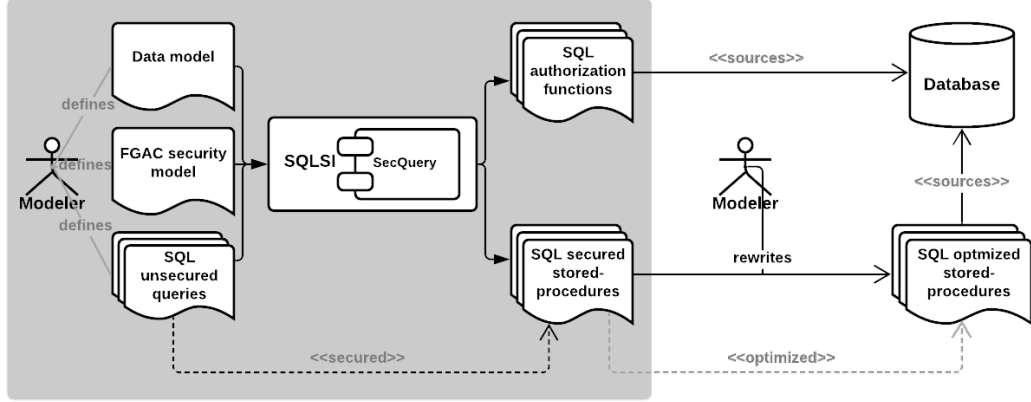 Data model
defines
FGAC security
model
defines
Modeler
defines
SQL
unsecured
queries
SQLSI
SecQuery
SQL
authorization
functions
SQL secured
stored-
procedures
<<secured>>
<<sources>>
Database
Modeler
<<sources>>
rewrites
SQL optmized
stored-
procedures
<<optimized>>